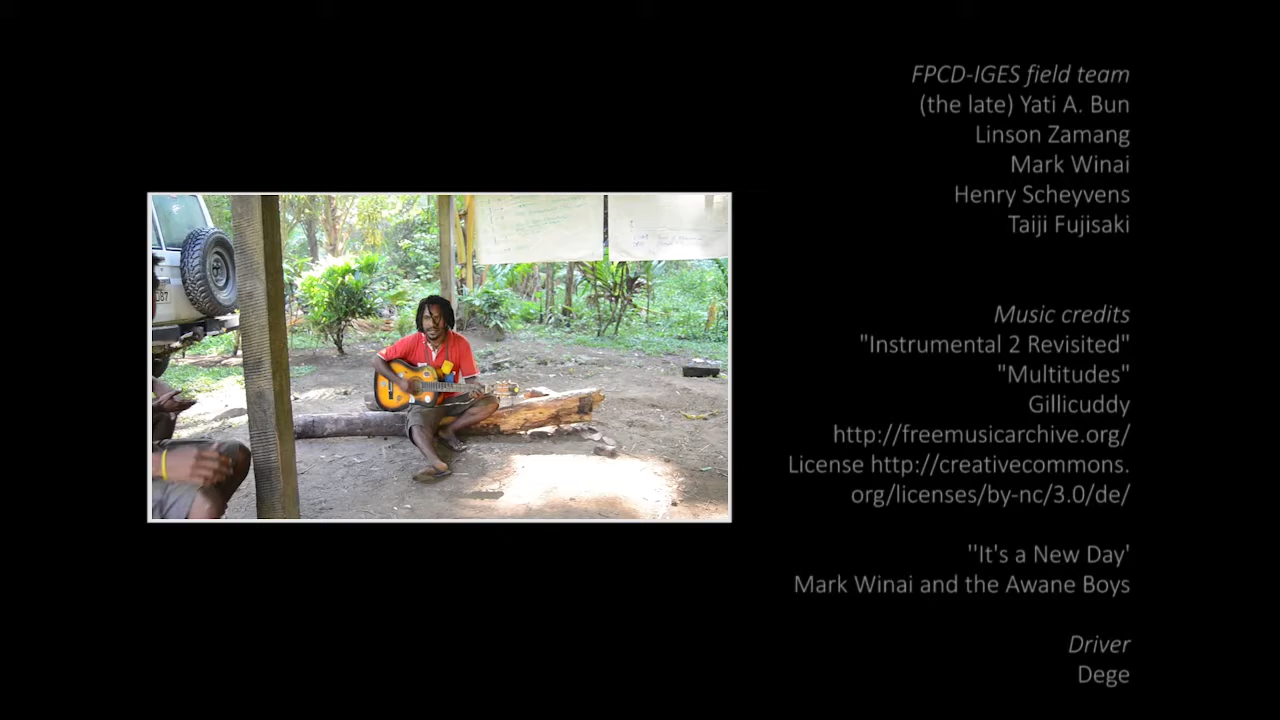 FPCD-IGES field team
(the late) Yati A. Bun
Linson Zamang
Mark Winai
Henry Scheyvens
Taiji Fujisaki
Music credits
"Instrumental 2 Revisited"
"Multitudes"
Gillicuddy
http://freemusicarchive.org/
License http://creativecommons.
org/licenses/by-nc/3.0/de/
"It's a New Day'
Mark Winai and the Awane Boys
Driver
Dege